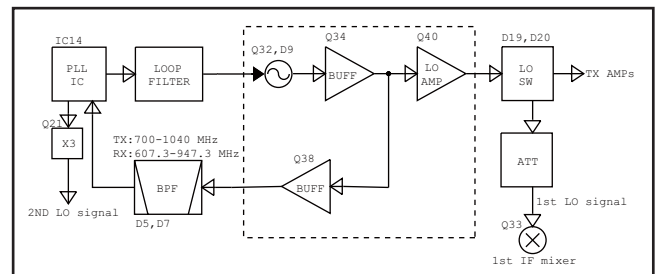 IC14
PLL
IC
LOOP
FILTER
Q32,D9
Q34
BUFF
Q40
LO
AMP
D19,D20
LO
SW
TX AMPs
Q21
X3
2ND LO signal
TX:700-1040 MHz
RX:607.3-947.3 MHz
BPF
D5,D7
Q38
BUFF
ATT
1st LO signal
Q33
1st IF mixer